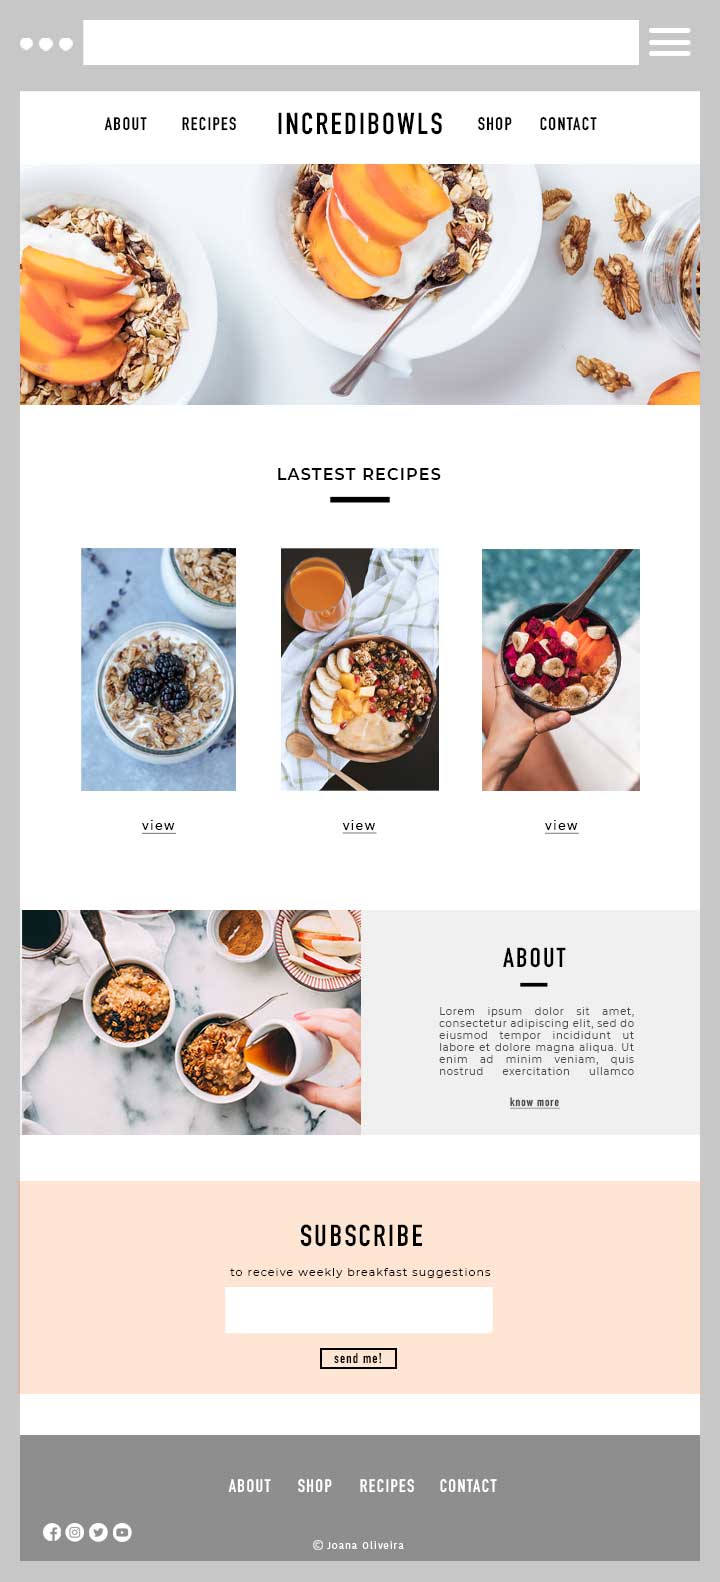 ABOUT RECIPES INCREDIBOWLS SHOP CONTACT
LASTEST RECIPES
view view view
ABOUT
Lorem ipsum dolor sit amet,
consectetur adipiscing elit, sed do
eiusmod tempor incididunt ut
labore et dolore magna aliqua. Ut
enim ad minim veniam, quis
nostrud exercitation ullamco
know more
SUBSCRIBE
to receive weekly breakfast suggestions
send me!
ABOUT SHOP RECIPES CONTACT
© Joana Oliveira